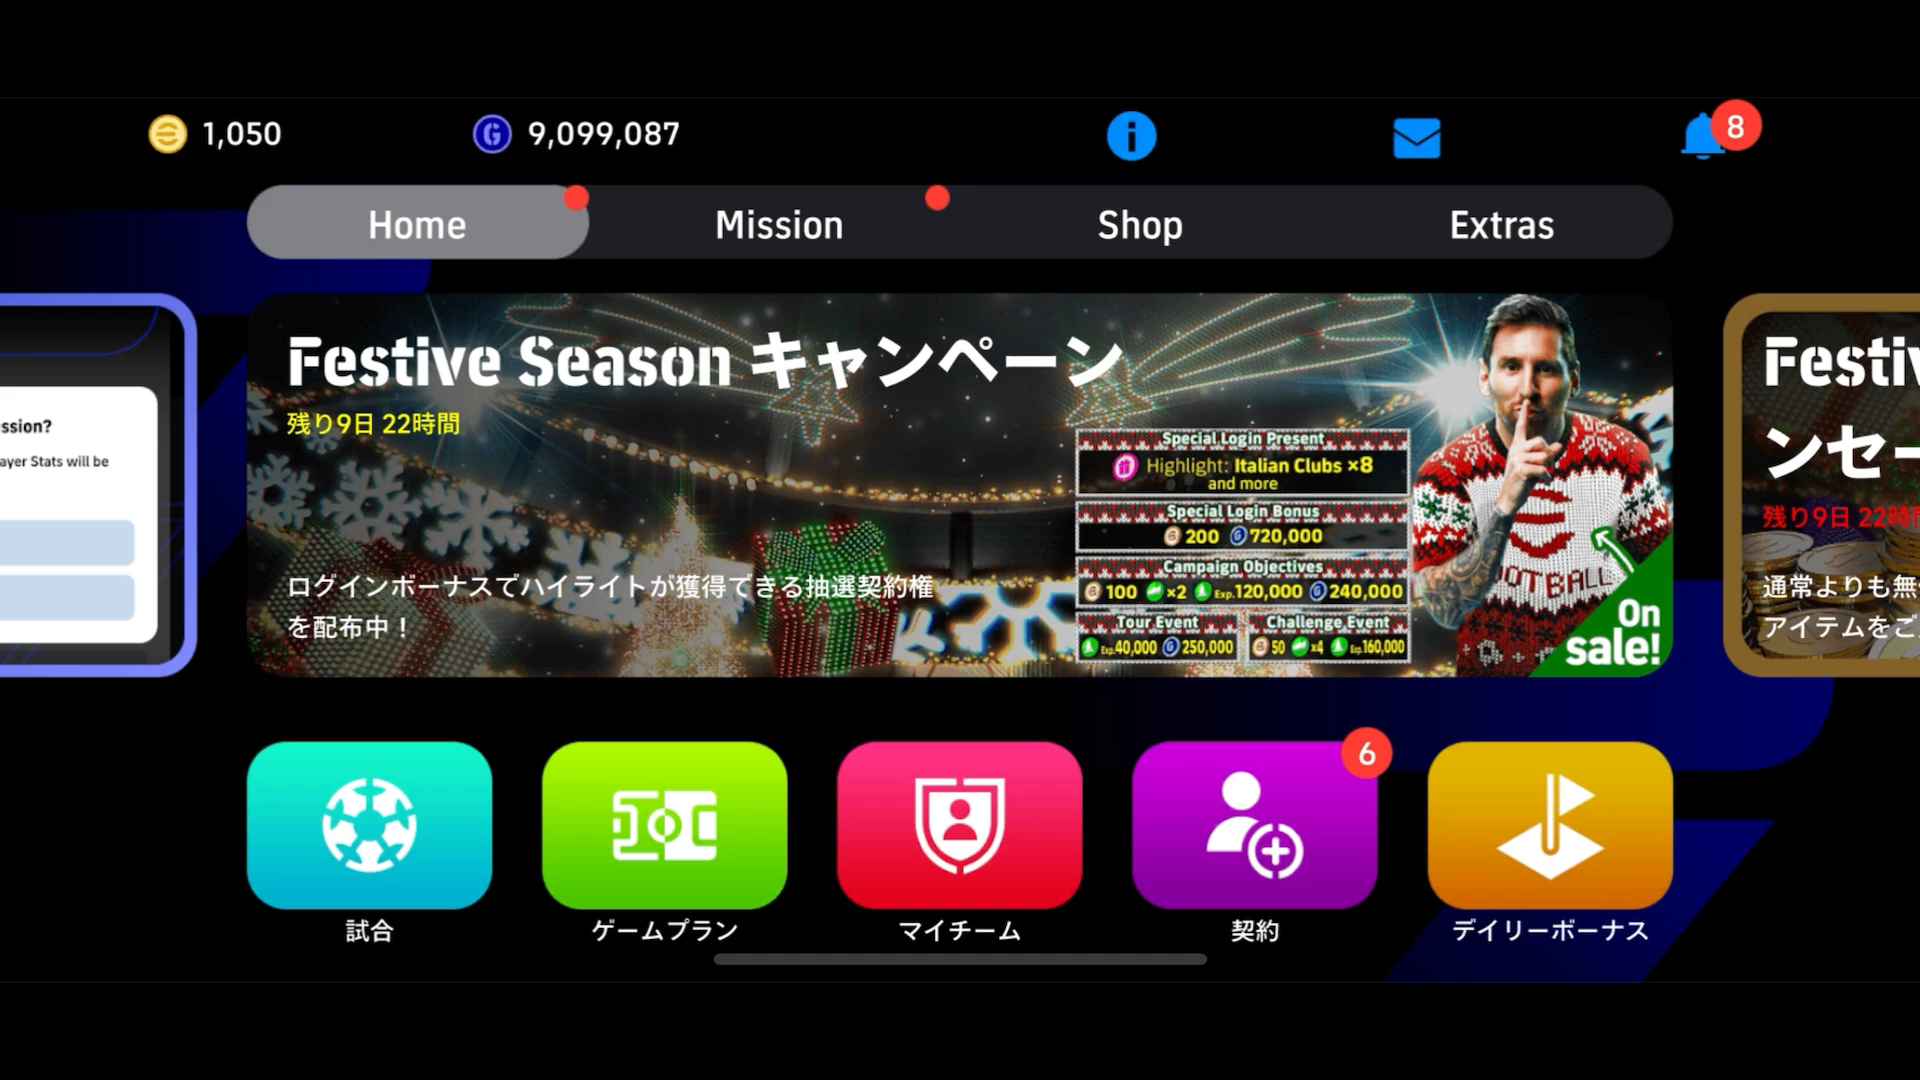 1,050
9,099,087
8
Home
Mission
Shop
Extras
ssion?
ayer Stats will be
Festive Season キャンペーン
残り9日 22時間
ログインボーナスでハイライトが獲得できる抽選契約権
を配布中！
Special Login Present
Highlight: Italian Clubs ×8
and more
Special Login Bonus
200 720,000
Campaign Objectives
100 ×2 Exp.120,000 240,000
Tour Event
Exp.40,000 250,000
Challenge Event
50 ×4 Exp.160,000
OOTBALL
On
sale!
Festiv
ンセー
残り9日 22時
通常よりも無
アイテムをご
6
試合
ゲームプラン
マイチーム
契約
デイリーボーナス